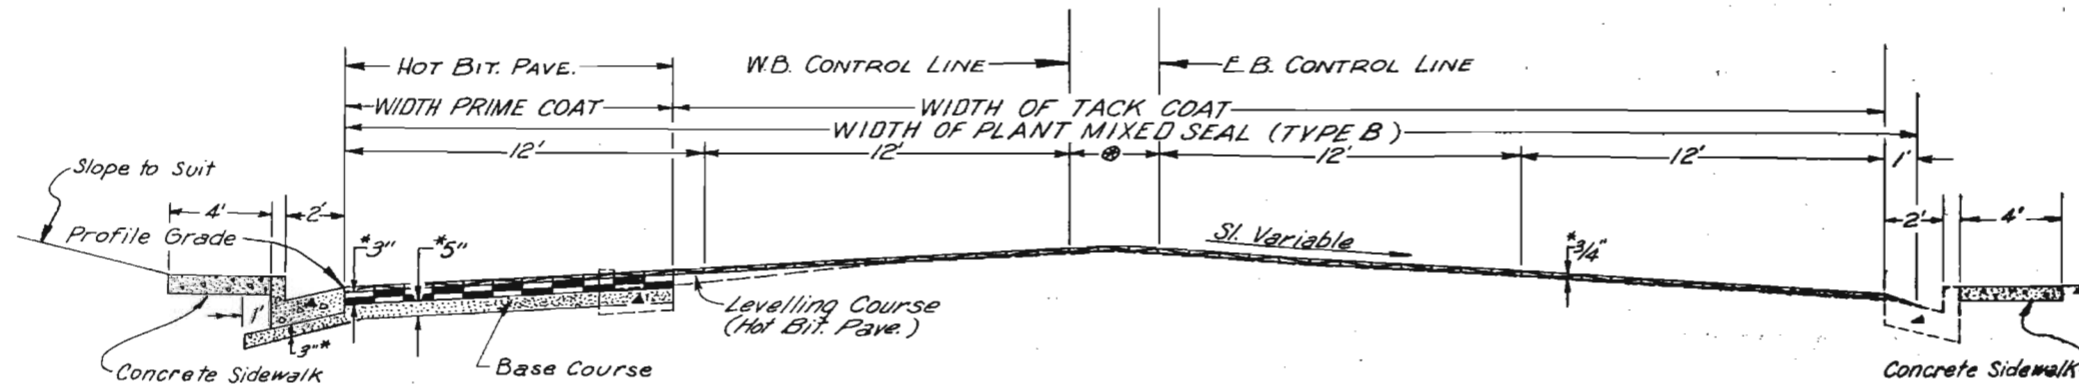 HOT BIT. PAVE.
W.B. CONTROL LINE
E.B. CONTROL LINE
WIDTH PRIME COAT
WIDTH OF TACK COAT
WIDTH OF PLANT MIXED SEAL (TYPE B)
12'
12'
12'
12'
1'
Slope to suit
4'
2'
Profile Grade
*3"
*5"
Sl. Variable
*3/4"
2'
4'
1'
3"*
Levelling Course
(Hot Bit. Pave.)
Base Course
Concrete Sidewalk
Concrete Sidewalk